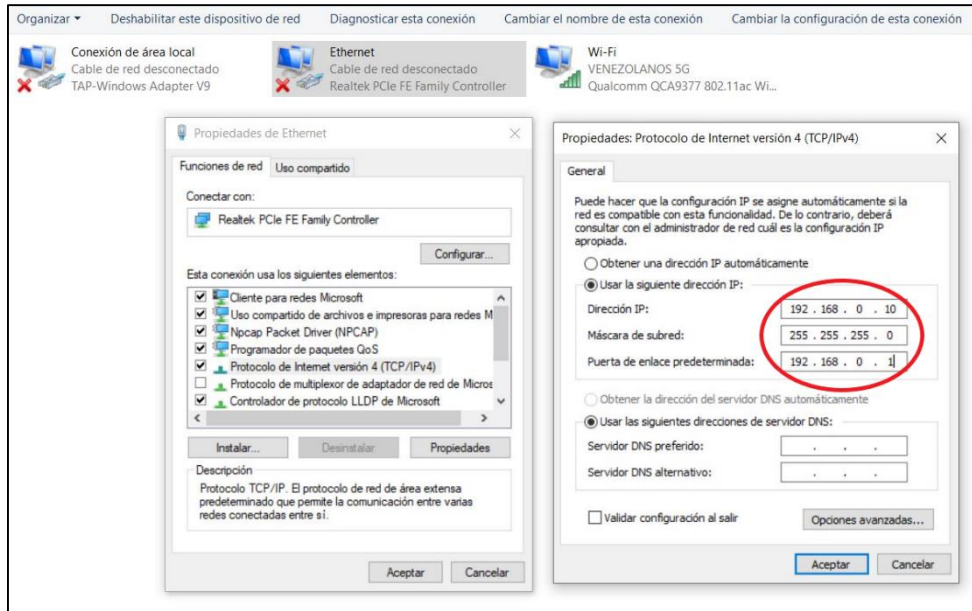 Organizar Deshabilitar este dispositivo de red Diagnosticar esta conexión Cambiar el nombre de esta conexión Cambiar la configuración de esta conexión
Conexión de área local
Cable de red desconectado
TAP-Windows Adapter V9
Ethernet
Cable de red desconectado
Realtek PCIe FE Family Controller
Wi-Fi
VENEZOLANOS 5G
Qualcomm QCA9377 802.11ac Wi...
Propiedades de Ethernet
Funciones de red Uso compartido
Conectar con:
Realtek PCIe FE Family Controller
Configurar...
Esta conexión usa los siguientes elementos:
Cliente para redes Microsoft
Uso compartido de archivos e impresoras para redes M
Npcap Packet Driver (NPCAP)
Programador de paquetes QoS
Protocolo de Internet versión 4 (TCP/IPv4)
Protocolo de multiplexor de adaptador de red de Micros
Controlador de protocolo LLDP de Microsoft
Instalar... Desinstalar Propiedades
Descripción
Protocolo TCP/IP. El protocolo de red de área extensa
predeterminado que permite la comunicación entre varias
redes conectadas entre sí.
Aceptar Cancelar
Propiedades: Protocolo de Internet versión 4 (TCP/IPv4)
General
Puede hacer que la configuración IP se asigne automáticamente si la
red es compatible con esta funcionalidad. De lo contrario, deberá
consultar con el administrador de red cuál es la configuración IP
apropiada.
Obtener una dirección IP automáticamente
Usar la siguiente dirección IP:
Dirección IP: 192 . 168 . 0 . 10
Máscara de subred: 255 . 255 . 255 . 0
Puerta de enlace predeterminada: 192 . 168 . 0 . 1
Obtener la dirección del servidor DNS automáticamente
Usar las siguientes direcciones de servidor DNS:
Servidor DNS preferido: . . .
Servidor DNS alternativo: . . .
Validar configuración al salir Opciones avanzadas...
Aceptar Cancelar